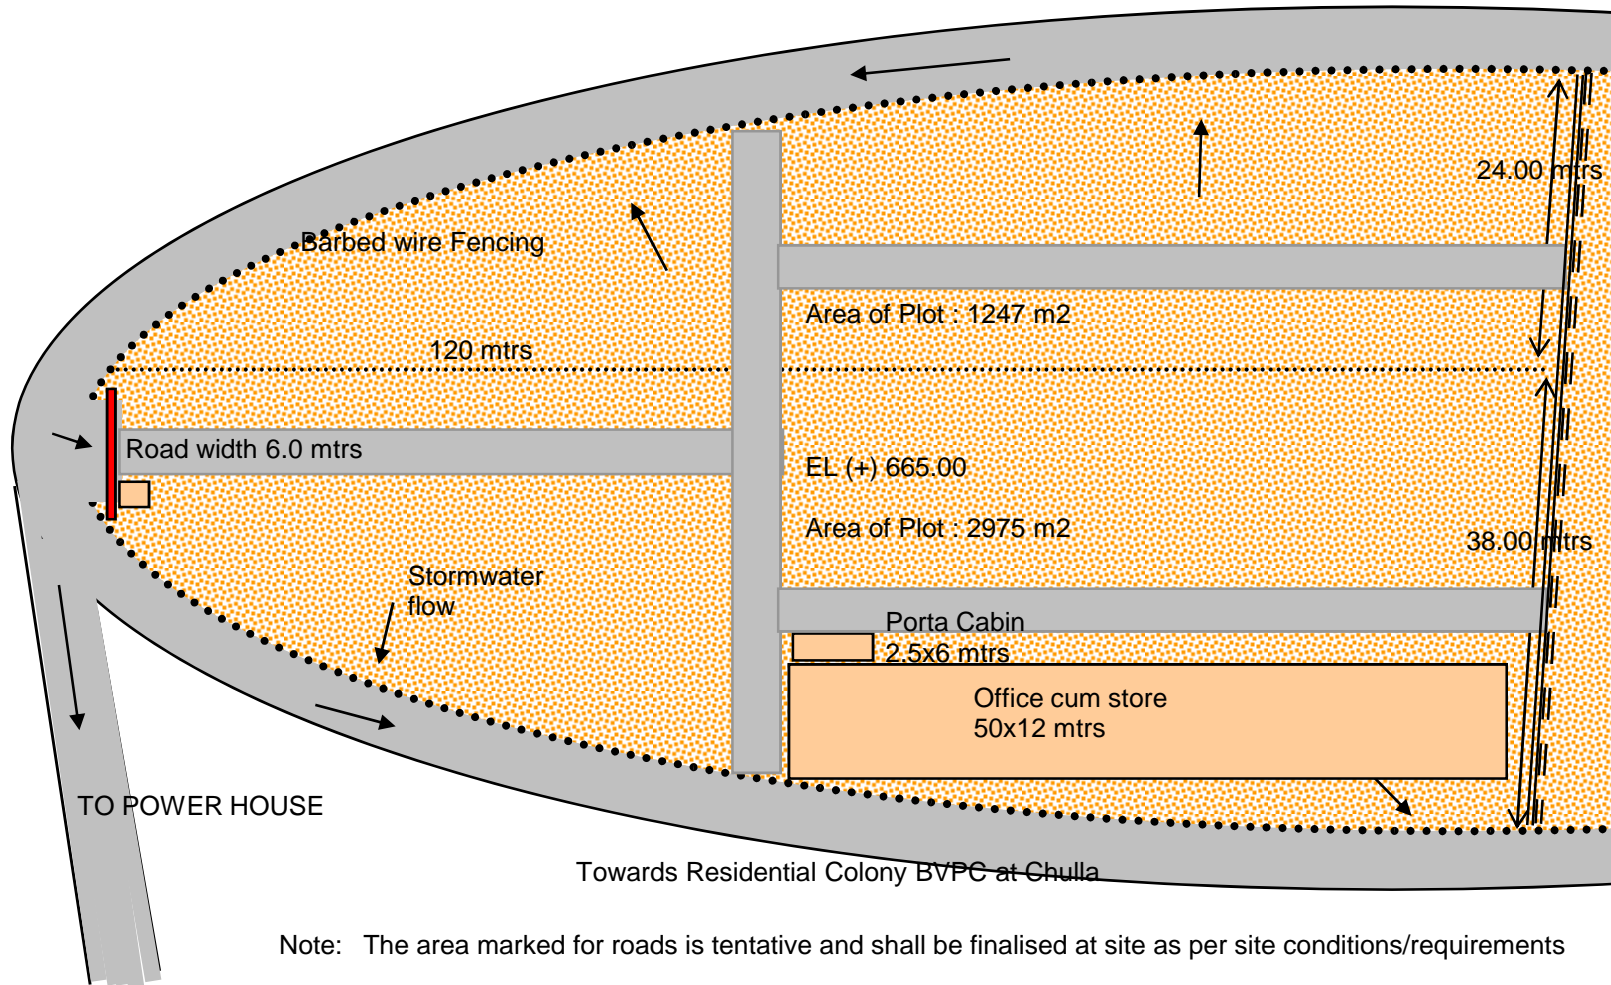 24.00 mtrs
Barbed wire Fencing
Area of Plot : 1247 m2
120 mtrs
Road width 6.0 mtrs
EL (+) 665.00
Area of Plot : 2975 m2
38.00 mtrs
Stormwater
flow
Porta Cabin
2.5x6 mtrs
Office cum store
50x12 mtrs
TO POWER HOUSE
Towards Residential Colony BVPC at Chulla
Note: The area marked for roads is tentative and shall be finalised at site as per site conditions/requirements